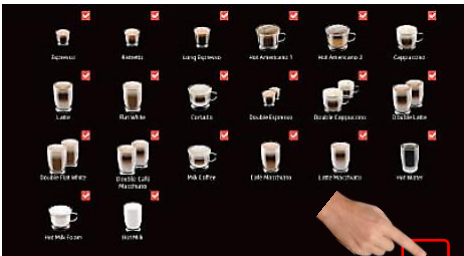 Espresso
Ristretto
Long Espresso
Hot Americano 1
Hot Americano 2
Cappuccino
Latte
Flat White
Cortado
Double Espresso
Double Cappuccino
Double Latte
Double Flat White
Double Café
Macchiato
Milk Coffee
Café Macchiato
Latte Macchiato
Hot Water
Hot Milk Foam
Hot Milk